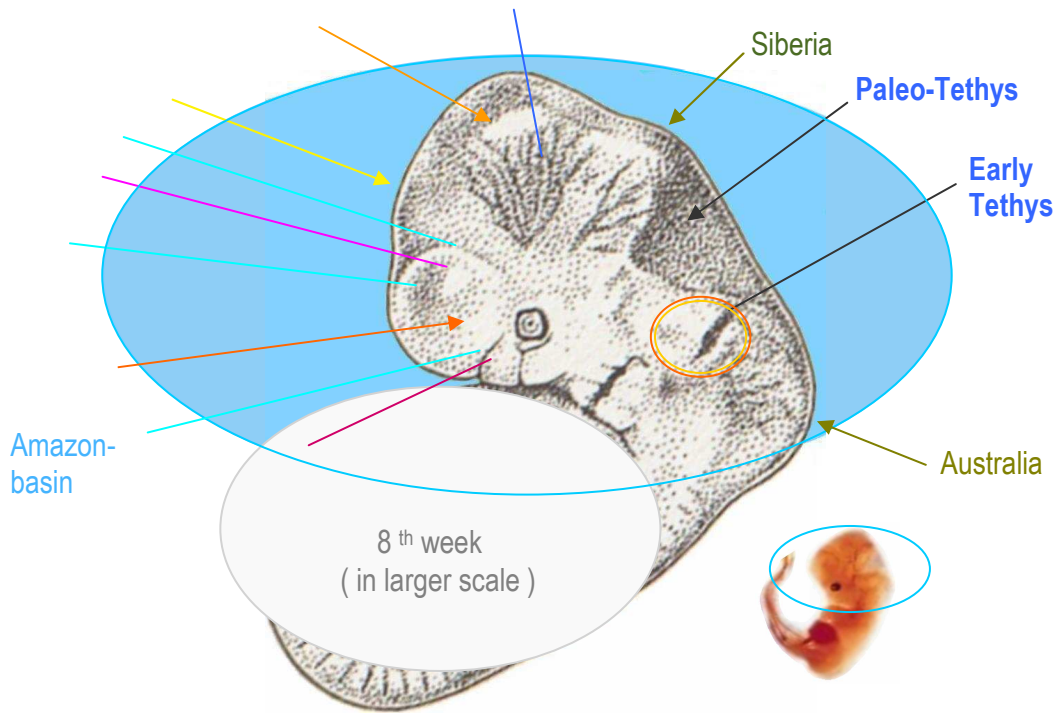 Siberia
Paleo-Tethys
Early
Tethys
Amazon-
basin
Australia
8 th week
( in larger scale )